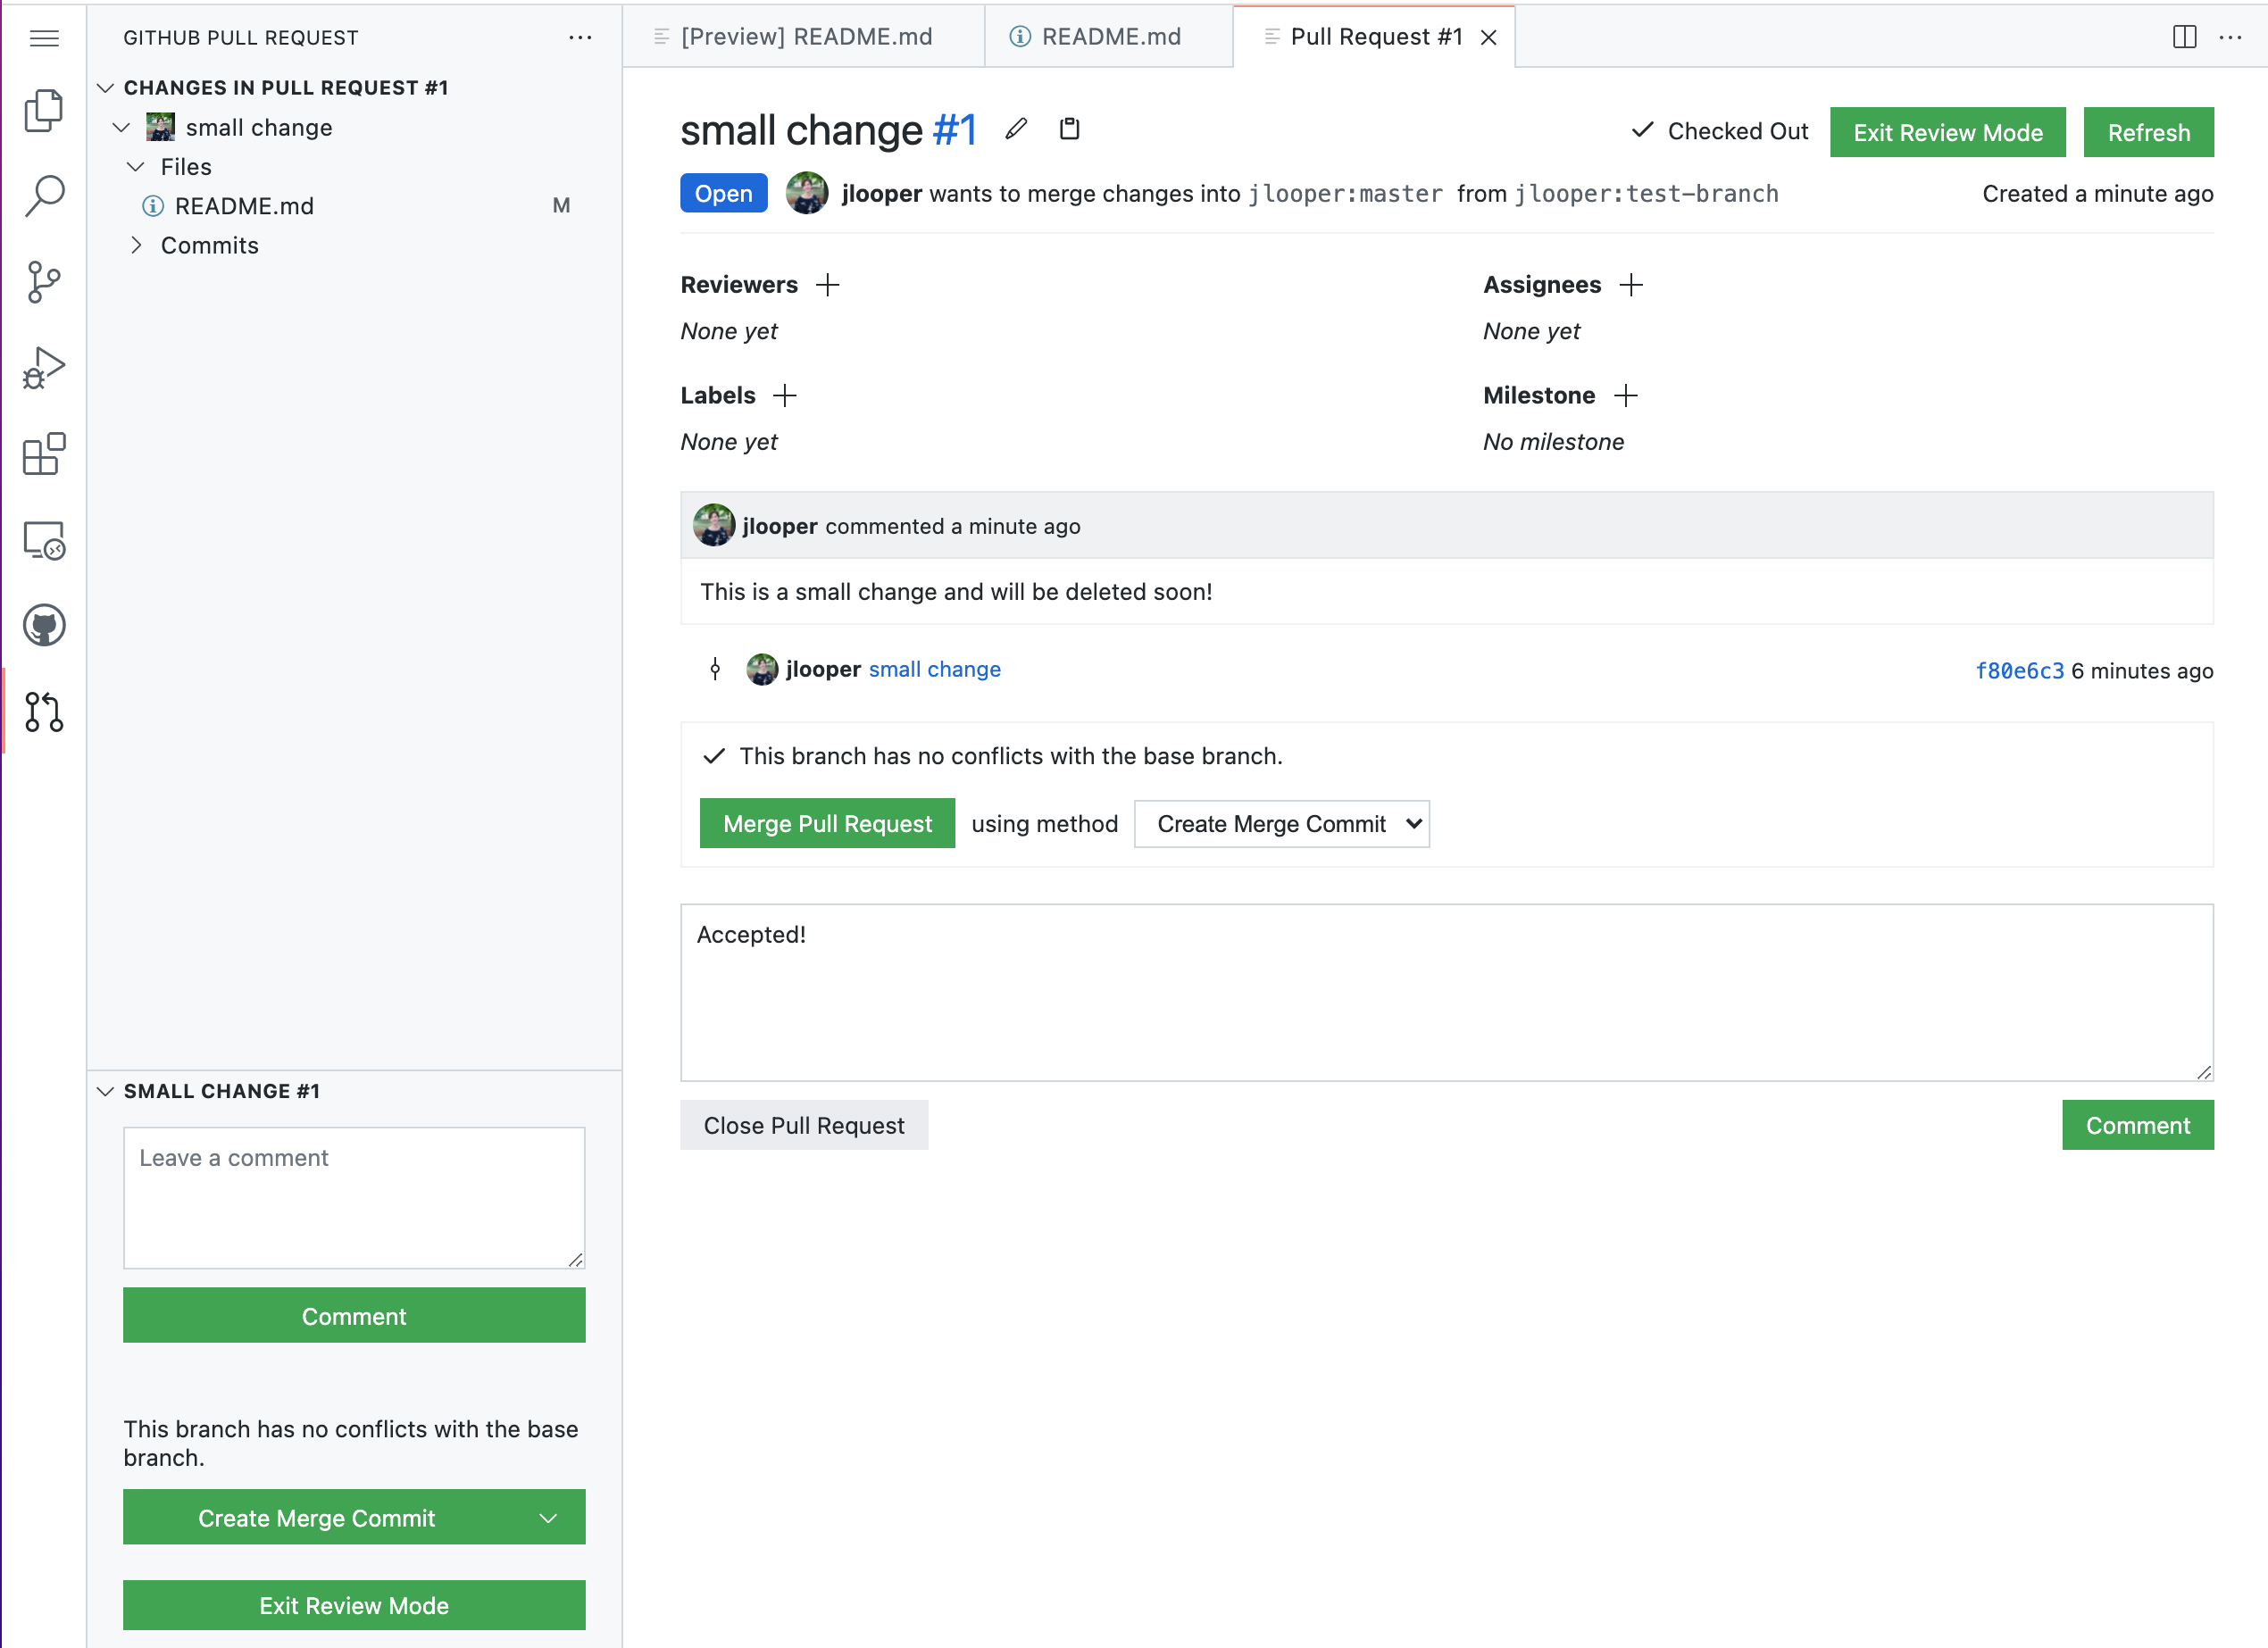 GITHUB PULL REQUEST
CHANGES IN PULL REQUEST #1
small change
Files
README.md M
Commits
SMALL CHANGE #1
Leave a comment
Comment
This branch has no conflicts with the base
branch.
Create Merge Commit
Exit Review Mode
[Preview] README.md
README.md
Pull Request #1
small change #1
Checked Out
Exit Review Mode
Refresh
Open
jlooper wants to merge changes into jlooper:master from jlooper:test-branch
Created a minute ago
Reviewers
None yet
Assignees
None yet
Labels
None yet
Milestone
No milestone
jlooper commented a minute ago
This is a small change and will be deleted soon!
jlooper small change
f80e6c3 6 minutes ago
This branch has no conflicts with the base branch.
Merge Pull Request using method Create Merge Commit
Accepted!
Close Pull Request
Comment